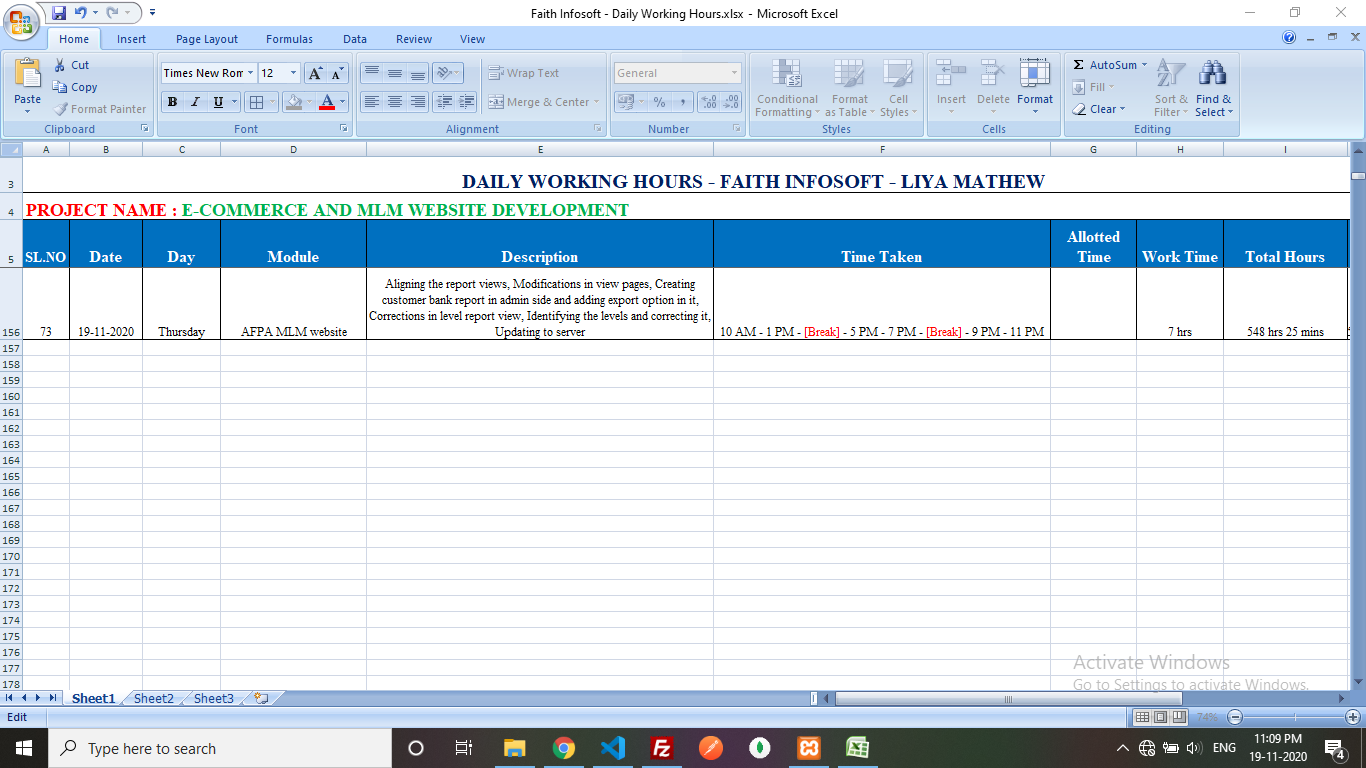 Faith Infosoft - Daily Working Hours.xlsx - Microsoft Excel
Home Insert Page Layout Formulas Data Review View
Paste Cut Copy Format Painter
Clipboard
Times New Ron 12
B I U A
Font
Wrap Text
Merge & Center
Alignment
General
% ,
Number
Conditional Formatting Format as Table Cell Styles
Styles
Insert Delete Format
Cells
Σ AutoSum
Fill
Clear
Sort & Filter Find & Select
Editing
A B C D E F G H I
3 DAILY WORKING HOURS - FAITH INFOSOFT - LIYA MATHEW
4 PROJECT NAME : E-COMMERCE AND MLM WEBSITE DEVELOPMENT
5 SL.NO Date Day Module Description Time Taken Allotted Time Work Time Total Hours
Aligning the report views, Modifications in view pages, Creating
customer bank report in admin side and adding export option in it,
Corrections in level report view, Identifying the levels and correcting it,
156 73 19-11-2020 Thursday AFPA MLM website Updating to server 10 AM - 1 PM - [Break] - 5 PM - 7 PM - [Break] - 9 PM - 11 PM 7 hrs 548 hrs 25 mins
157
158
159
160
161
162
163
164
165
166
167
168
169
170
171
172
173
174
175
176
177
178
Activate Windows
Go to Settings to activate Windows.
Sheet1 Sheet2 Sheet3
Edit 74%
Type here to search
Fz
ENG
11:09 PM
19-11-2020
4